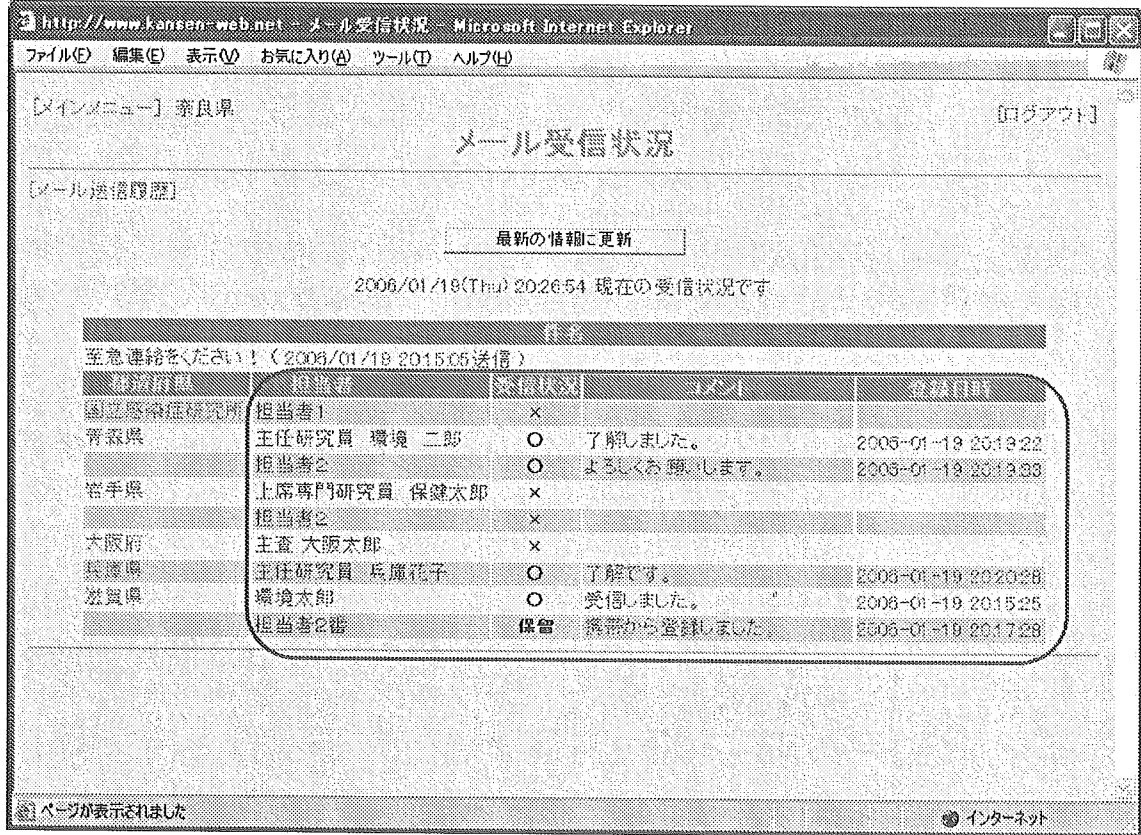 http://www.kansen-web.net - メール受信状況 - Microsoft Internet Explorer
ファイル(F) 編集(E) 表示(V) お気に入り(A) ツール(T) ヘルプ(H)
[メインメニュー] 奈良県 [ログアウト]
メール受信状況
[メール送信履歴]
最新の情報に更新
2006/01/19(Thu) 20:26:54 現在の受信状況です
件名
至急連絡をください！（2006/01/19 20:15:05送信）
都道府県 担当者 受信状況 コメント 登録日時
国立感染症研究所 担当者1 ×
青森県 主任研究員 環境 二郎 ○ 了解しました。 2006-01-19 20:19:22
担当者2 ○ よろしくお願いします。 2006-01-19 20:19:33
岩手県 上席専門研究員 保健太郎 ×
担当者2 ×
大阪府 主査 大阪太郎 ×
兵庫県 主任研究員 兵庫花子 ○ 了解です。 2006-01-19 20:20:28
滋賀県 環境太郎 ○ 受信しました。 2006-01-19 20:15:25
担当者2番 保留 携帯から登録しました。 2006-01-19 20:17:28
ページが表示されました インターネット